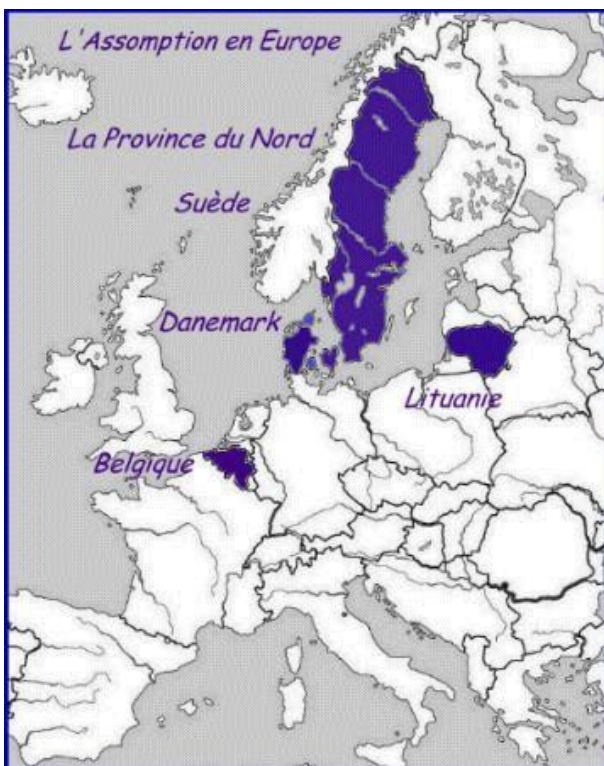 L'Assomption en Europe
La Province du Nord
Suède
Danemark
Lituanie
Belgique